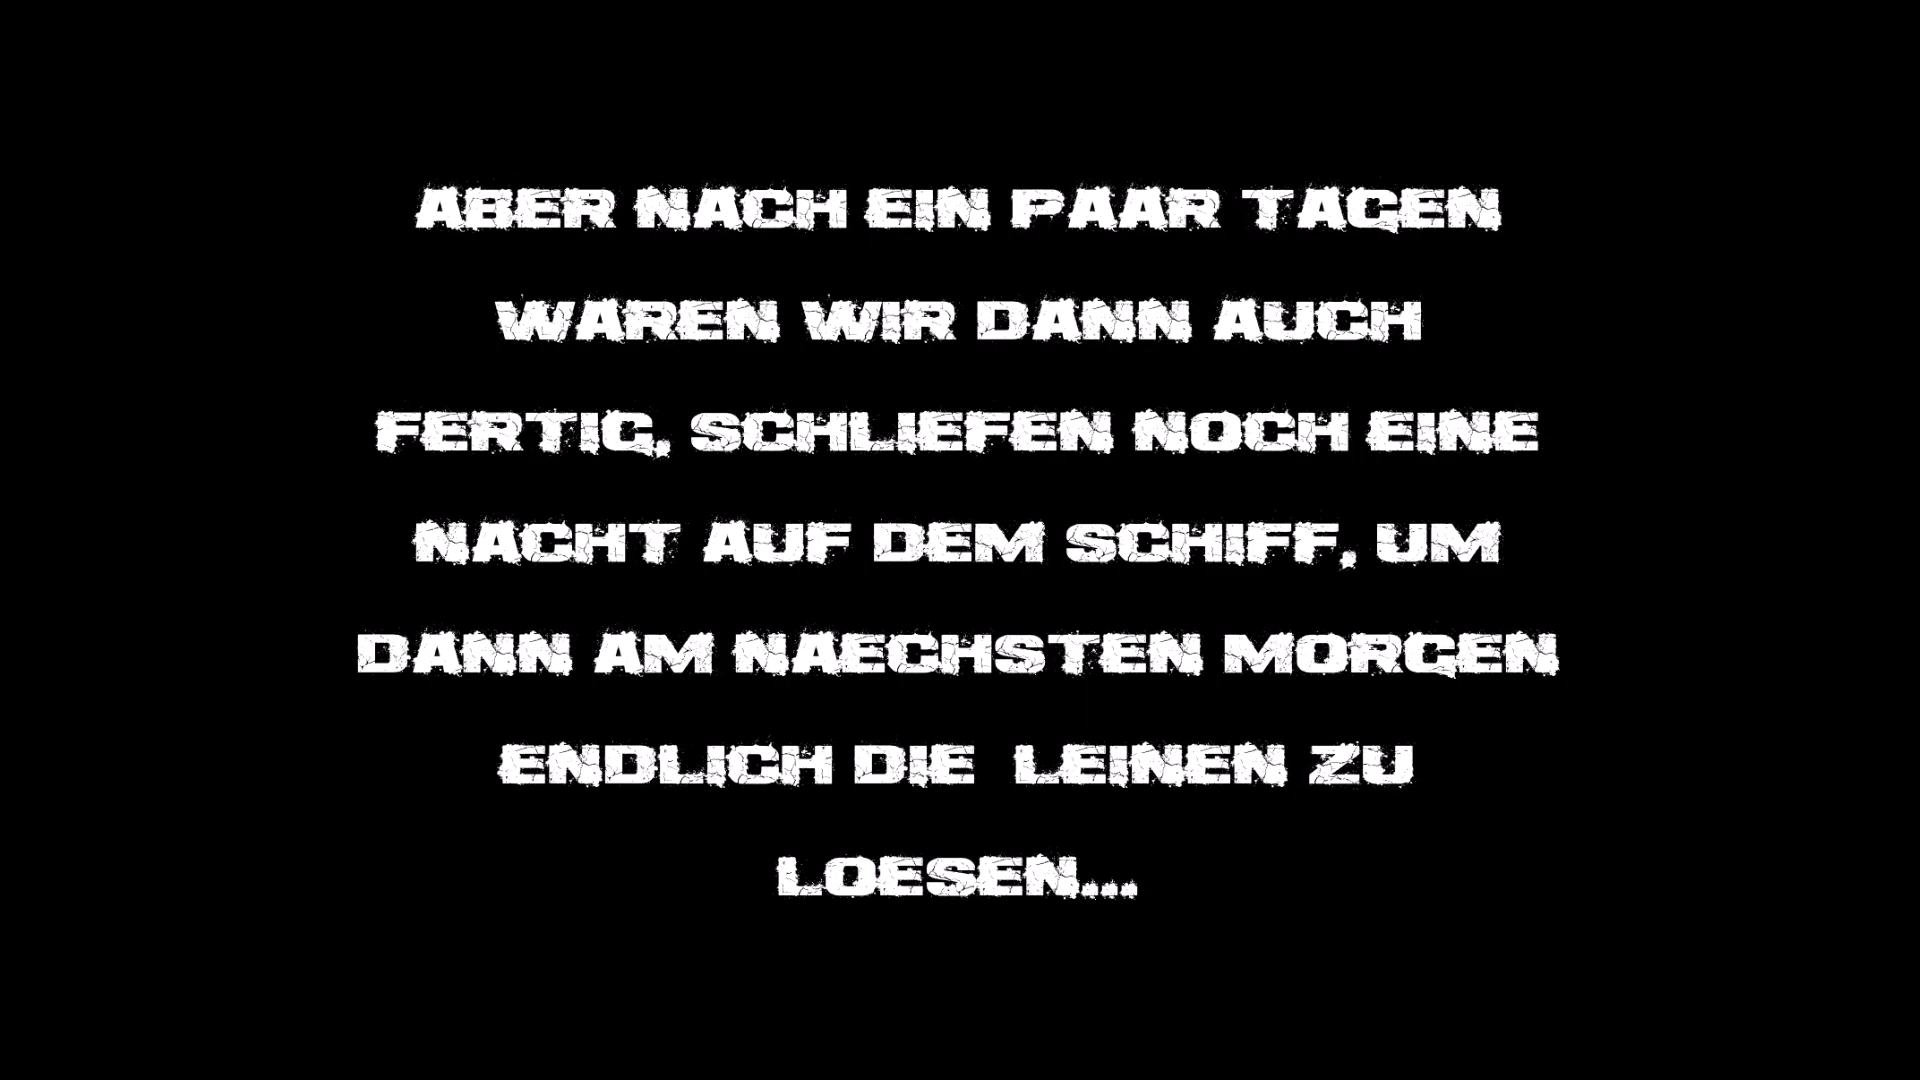 ABER NACH EIN PAAR TAGEN
WAREN WIR DANN AUCH
FERTIG, SCHLIEFEN NOCH EINE
NACHT AUF DEM SCHIFF, UM
DANN AM NAECHSTEN MORGEN
ENDLICH DIE  LEINEN ZU
LOESEN...